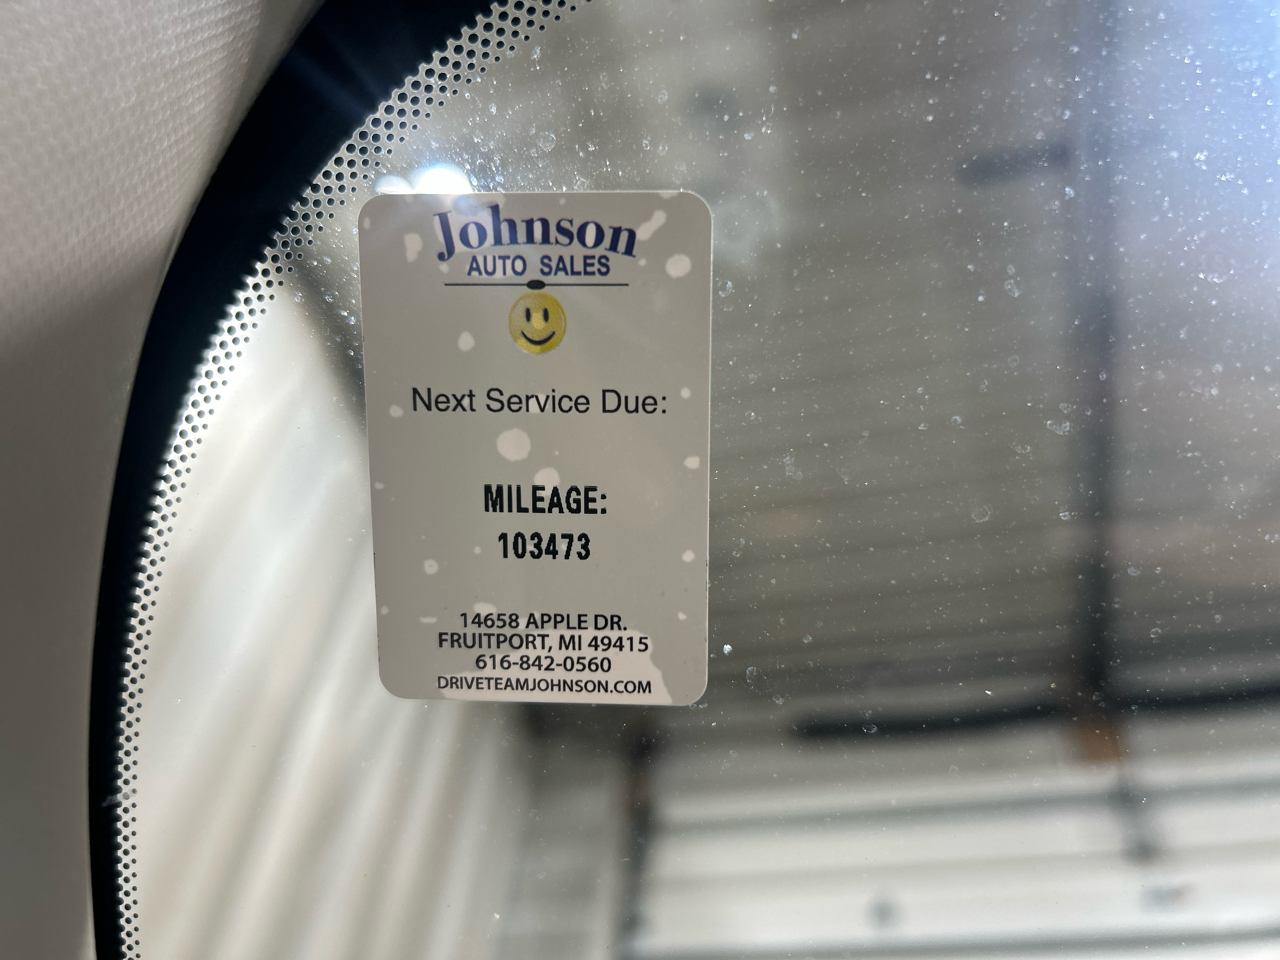 Johnson
AUTO SALES
Next Service Due:
MILEAGE:
103473
14658 APPLE DR.
FRUITPORT, MI 49415
616-842-0560
DRIVETEAMJOHNSON.COM